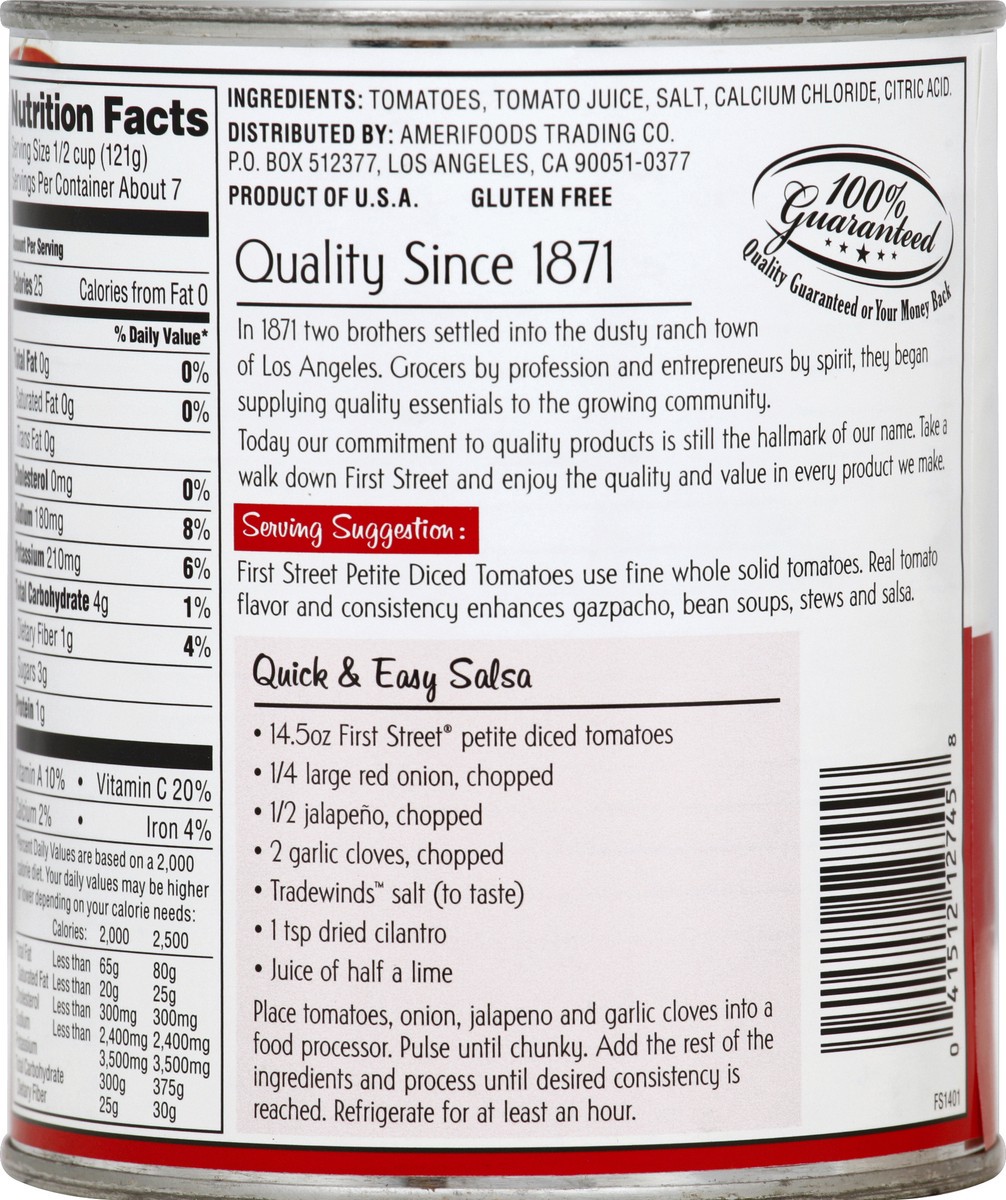 Nutrition Facts
Serving Size 1/2 cup (121g)
Servings Per Container About 7
Amount Per Serving
Calories 25 Calories from Fat 0
% Daily Value*
Total Fat 0g 0%
Saturated Fat 0g 0%
Trans Fat 0g
Cholesterol 0mg 0%
Sodium 180mg 8%
Potassium 210mg 6%
Total Carbohydrate 4g 1%
Dietary Fiber 1g 4%
Sugars 3g
Protein 1g
Vitamin A 10% • Vitamin C 20%
Calcium 2% • Iron 4%
*Percent Daily Values are based on a 2,000
calorie diet. Your daily values may be higher
or lower depending on your calorie needs:
Calories: 2,000 2,500
Total Fat Less than 65g 80g
Saturated Fat Less than 20g 25g
Cholesterol Less than 300mg 300mg
Sodium Less than 2,400mg 2,400mg
Potassium 3,500mg 3,500mg
Total Carbohydrate 300g 375g
Dietary Fiber 25g 30g
INGREDIENTS: TOMATOES, TOMATO JUICE, SALT, CALCIUM CHLORIDE, CITRIC ACID.
DISTRIBUTED BY: AMERIFOODS TRADING CO.
P.O. BOX 512377, LOS ANGELES, CA 90051-0377
PRODUCT OF U.S.A. GLUTEN FREE
100%
Guaranteed
Quality Guaranteed or Your Money Back
Quality Since 1871
In 1871 two brothers settled into the dusty ranch town
of Los Angeles. Grocers by profession and entrepreneurs by spirit, they began
supplying quality essentials to the growing community.
Today our commitment to quality products is still the hallmark of our name. Take a
walk down First Street and enjoy the quality and value in every product we make.
Serving Suggestion:
First Street Petite Diced Tomatoes use fine whole solid tomatoes. Real tomato
flavor and consistency enhances gazpacho, bean soups, stews and salsa.
Quick & Easy Salsa
• 14.5oz First Street® petite diced tomatoes
• 1/4 large red onion, chopped
• 1/2 jalapeño, chopped
• 2 garlic cloves, chopped
• Tradewinds™ salt (to taste)
• 1 tsp dried cilantro
• Juice of half a lime
Place tomatoes, onion, jalapeno and garlic cloves into a
food processor. Pulse until chunky. Add the rest of the
ingredients and process until desired consistency is
reached. Refrigerate for at least an hour.
0 41512 12745 8
FS1401